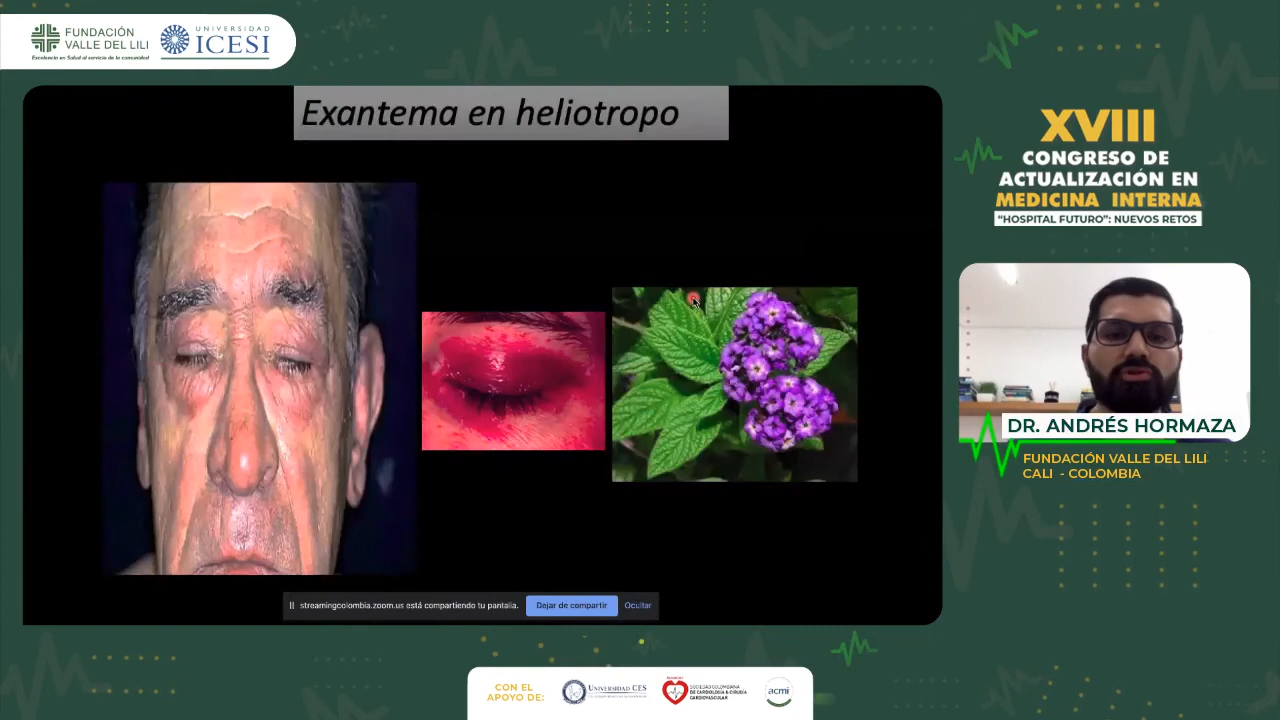 FUNDACIÓN
VALLE DEL LILI
Excelencia en Salud al servicio de la comunidad
UNIVERSIDAD
ICESI
Exantema en heliotropo
XVIII
CONGRESO DE
ACTUALIZACIÓN EN
MEDICINA INTERNA
“HOSPITAL FUTURO”: NUEVOS RETOS
DR. ANDRÉS HORMAZA
FUNDACIÓN VALLE DEL LILI
CALI - COLOMBIA
streamingcolombia.zoom.us está compartiendo tu pantalla.
Dejar de compartir
Ocultar
CON EL
APOYO DE:
UNIVERSIDAD CES
SOCIEDAD COLOMBIANA
DE CARDIOLOGÍA & CIRUGÍA
CARDIOVASCULAR
acmi